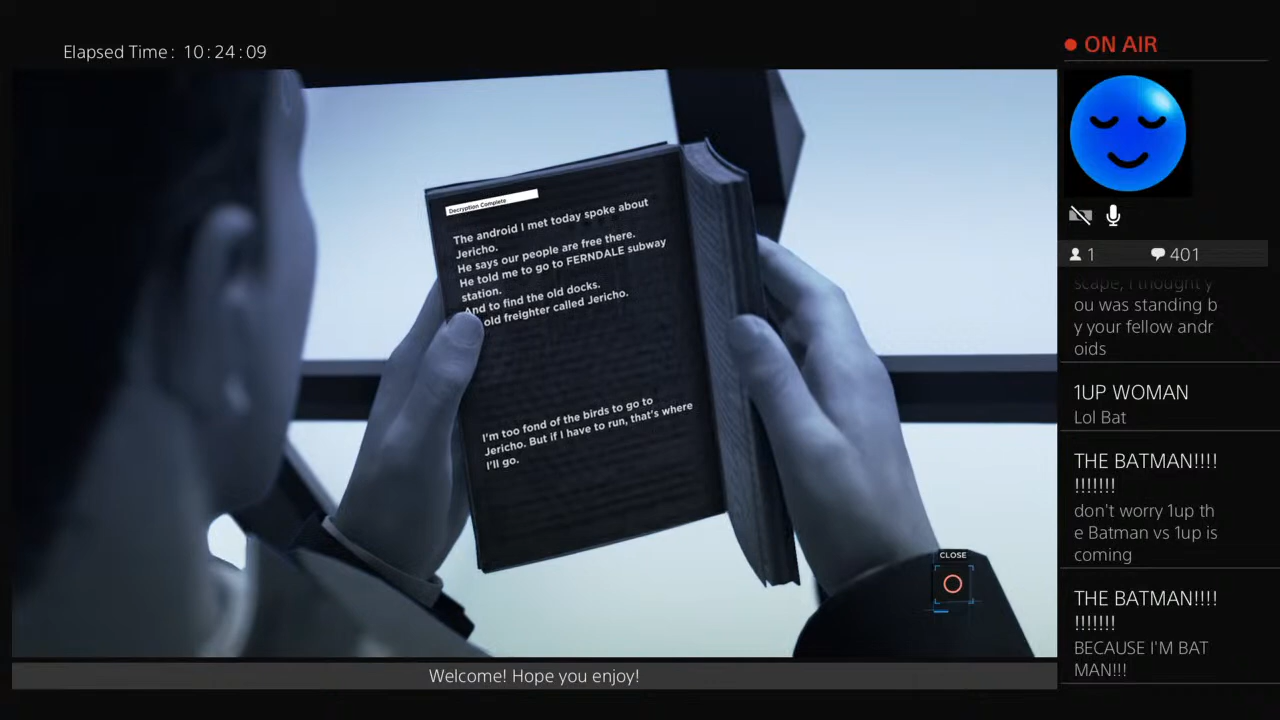 Elapsed Time: 10:24:09
ON AIR
Decryption Complete
The android I met today spoke about
Jericho.
He says our people are free there.
He told me to go to FERNDALE subway
station.
And to find the old docks.
old freighter called Jericho.
I'm too fond of the birds to go to
Jericho. But if I have to run, that's where
I'll go.
CLOSE
Welcome! Hope you enjoy!
1
401
scape, I thought y
ou was standing b
y your fellow andr
oids
1UP WOMAN
Lol Bat
THE BATMAN!!!!
!!!!!!!
don't worry 1up th
e Batman vs 1up is
coming
THE BATMAN!!!!
!!!!!!!
BECAUSE I'M BAT
MAN!!!